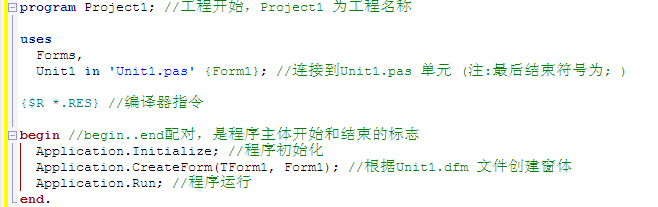 program Project1; //工程开始，Project1 为工程名称
uses
Forms,
Unit1 in 'Unit1.pas' {Form1}; //连接到Unit1.pas 单元 (注:最后结束符号为; )
{$R *.RES} //编译器指令
begin //begin..end配对，是程序主体开始和结束的标志
Application.Initialize; //程序初始化
Application.CreateForm(TForm1, Form1); //根据Unit1.dfm 文件创建窗体
Application.Run; //程序运行
end.